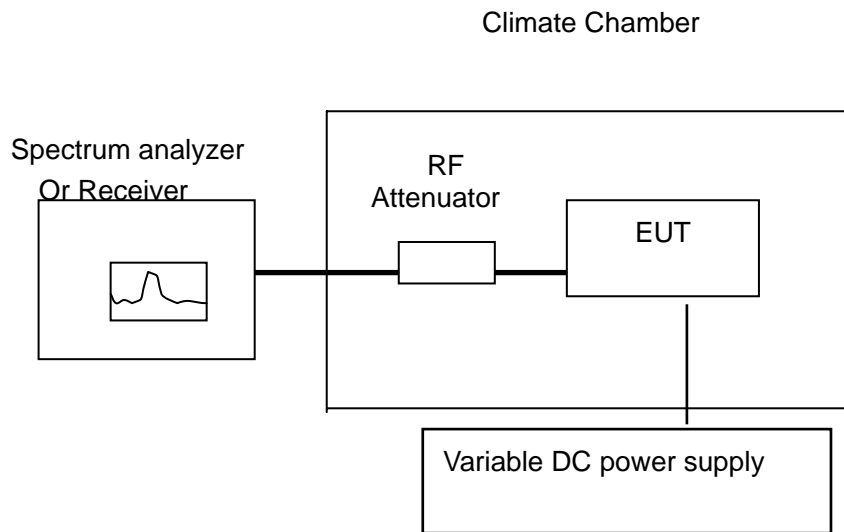 Climate Chamber
Spectrum analyzer
Or Receiver
RF
Attenuator
EUT
Variable DC power supply